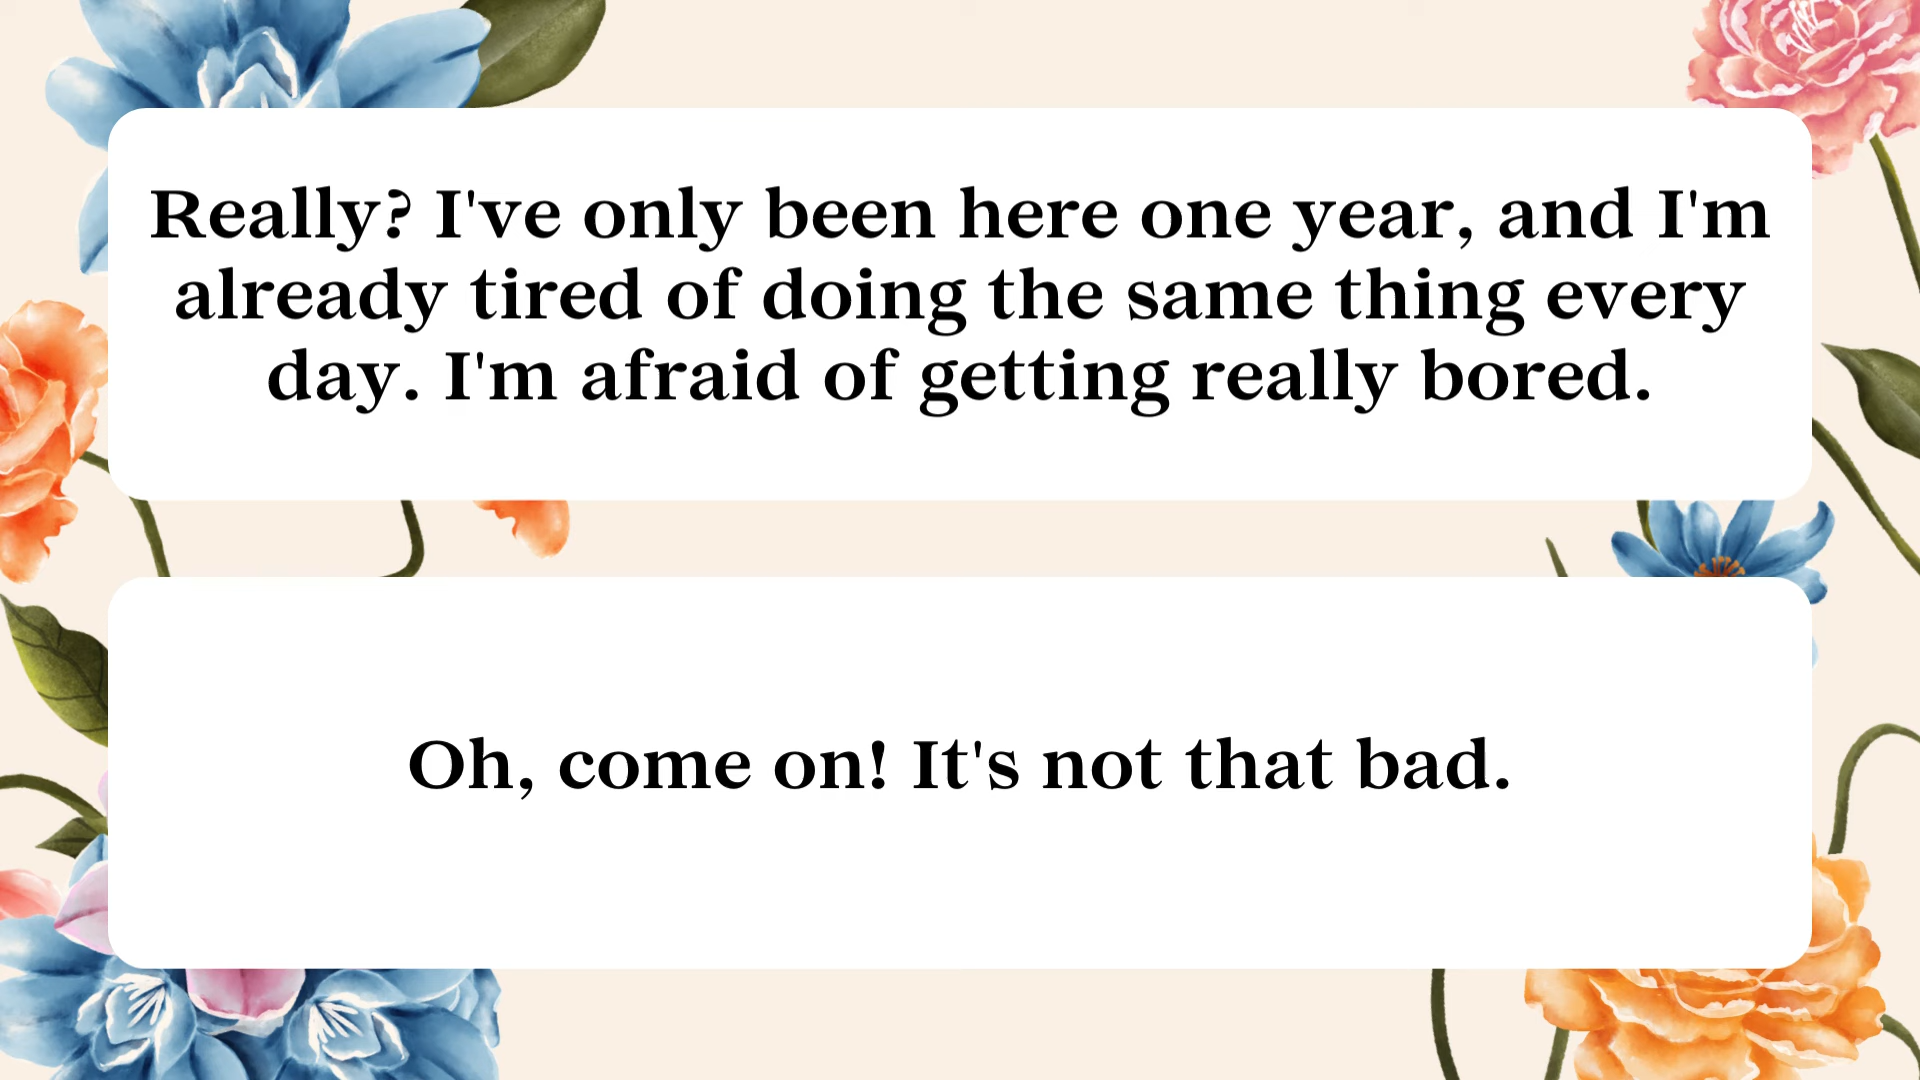 Really? I've only been here one year, and I'm
already tired of doing the same thing every
day. I'm afraid of getting really bored.
Oh, come on! It's not that bad.